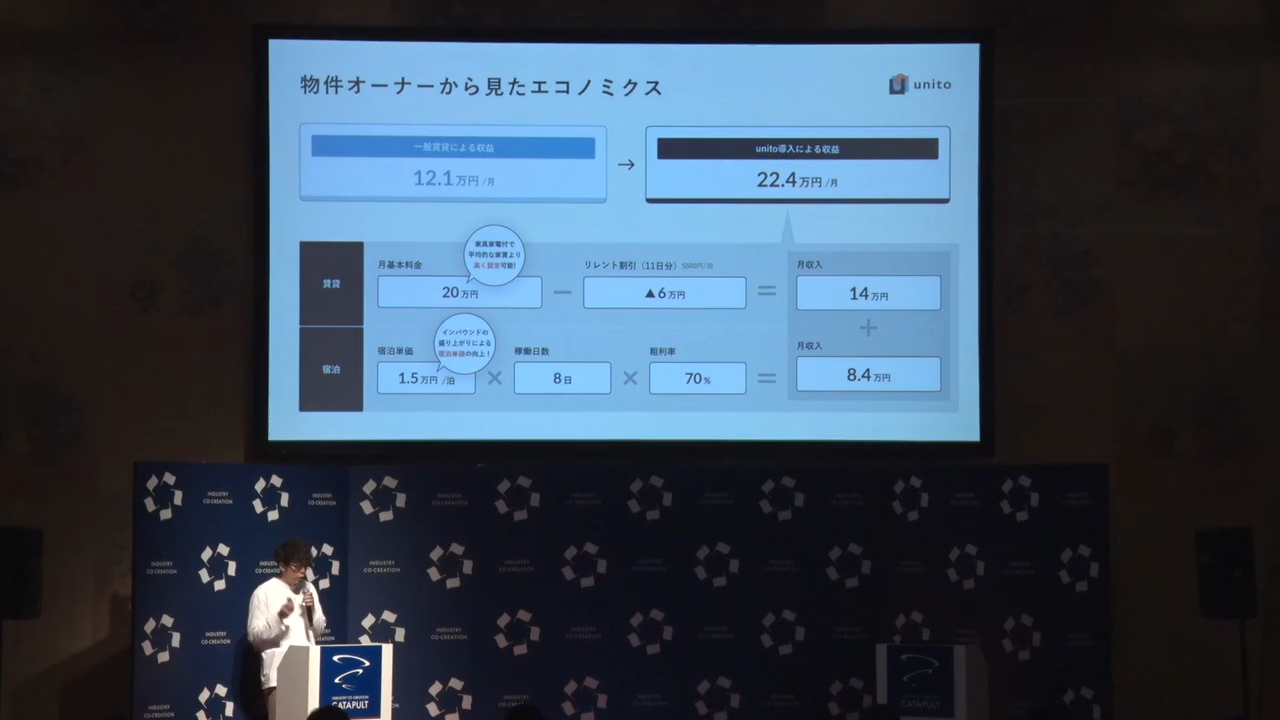 物件オーナーから見たエコノミクス
unito
一般賃貸による収益
12.1万円 /月
→
unito導入による収益
22.4万円 /月
賃貸
月基本料金
家具家電付で
平均的な家賃より
高く設定可能!
20万円
－
リレント割引（11日分）5500円/泊
▲6万円
＝
月収入
14万円
＋
宿泊
宿泊単価
インバウンドの
盛り上がりによる
宿泊単価の向上！
1.5万円 /泊
×
稼働日数
8日
×
粗利率
70%
＝
月収入
8.4万円
INDUSTRY
CO-CREATION
INDUSTRY CO-CREATION
CATAPULT
INDUSTRY CO-CREATION
CATAPULT